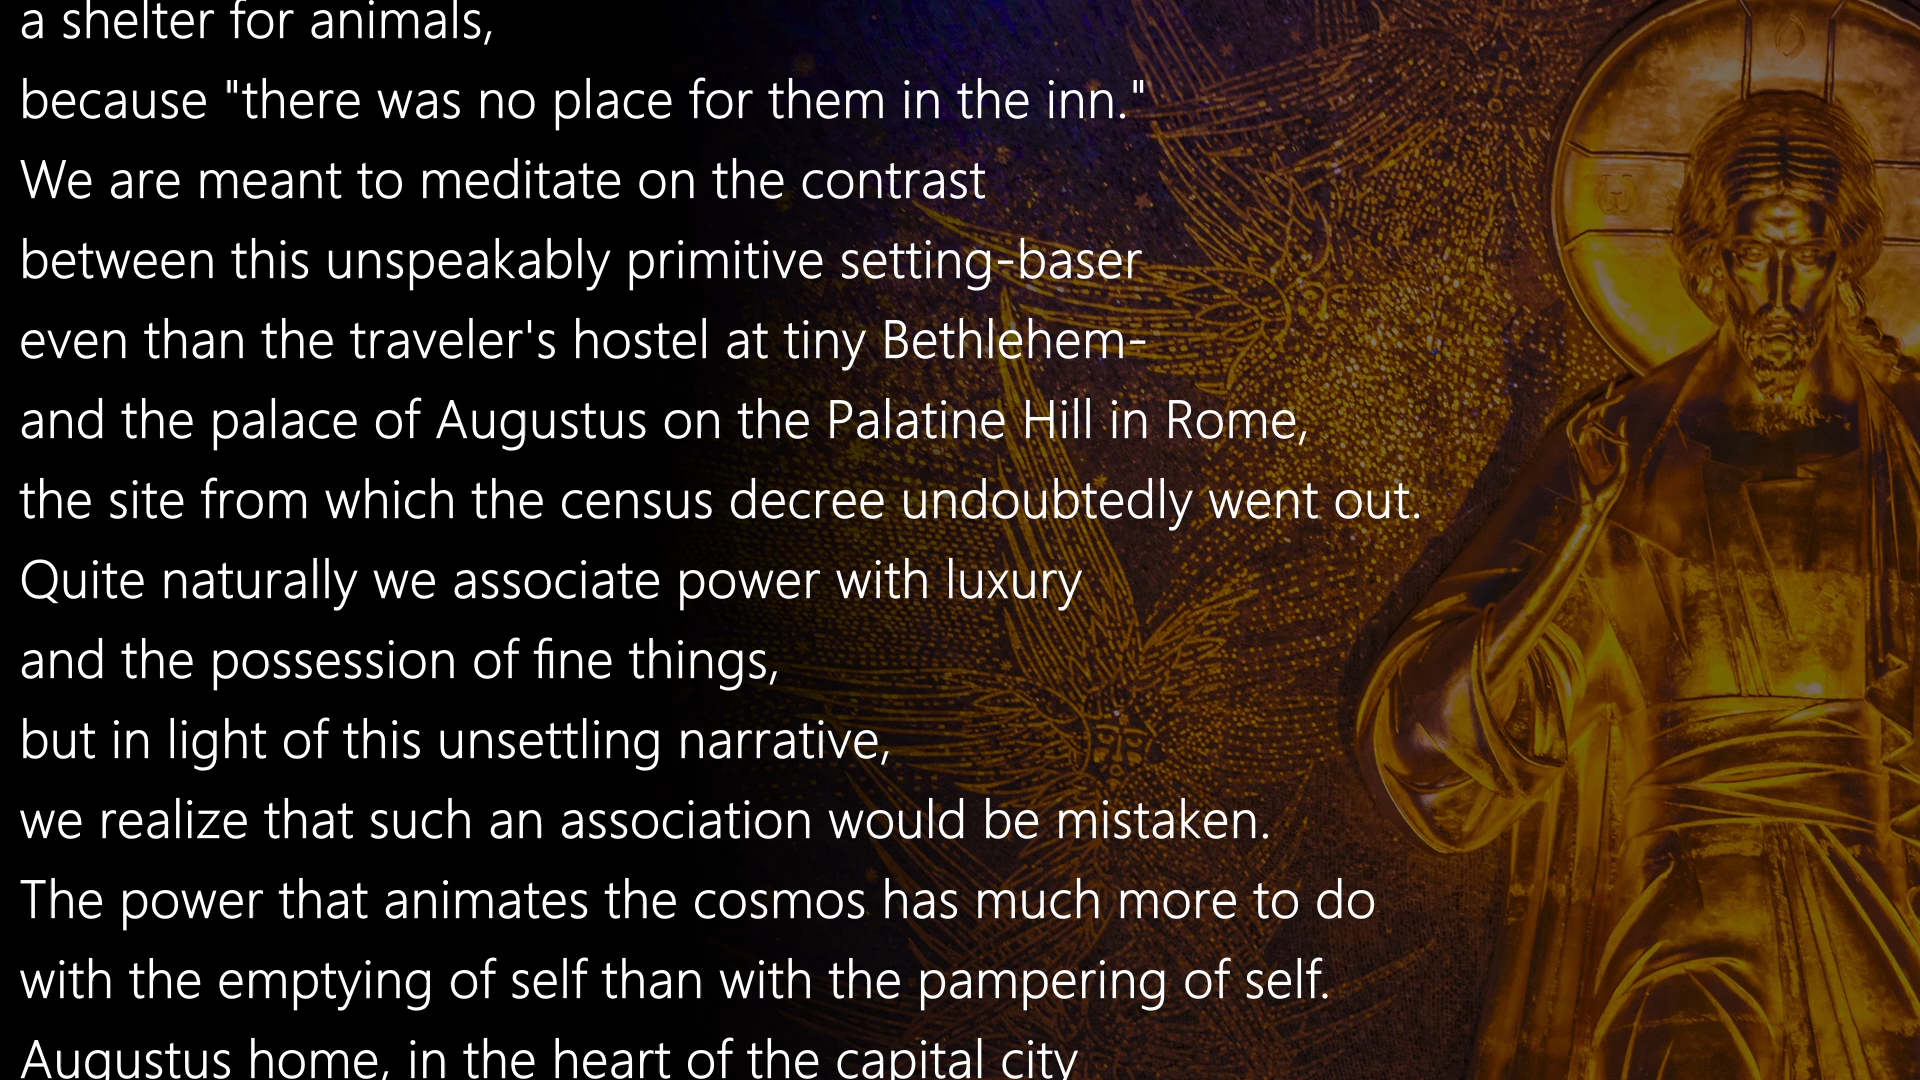 a shelter for animals,
because "there was no place for them in the inn."
We are meant to meditate on the contrast
between this unspeakably primitive setting-baser
even than the traveler's hostel at tiny Bethlehem-
and the palace of Augustus on the Palatine Hill in Rome,
the site from which the census decree undoubtedly went out.
Quite naturally we associate power with luxury
and the possession of fine things,
but in light of this unsettling narrative,
we realize that such an association would be mistaken.
The power that animates the cosmos has much more to do
with the emptying of self than with the pampering of self.
Augustus home, in the heart of the capital city